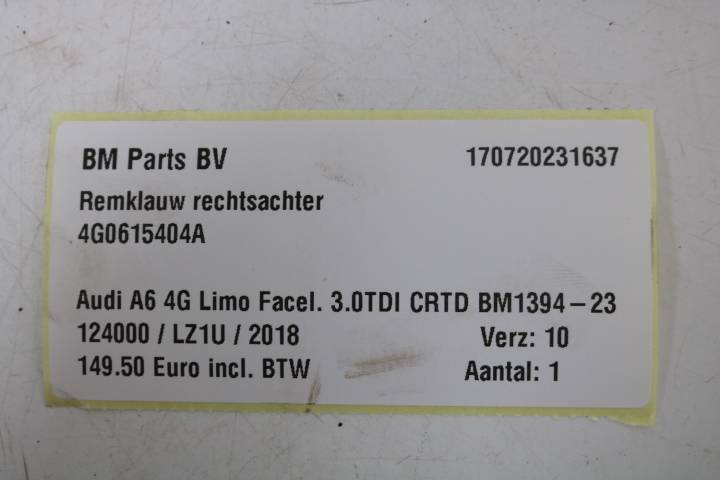 BM Parts BV 170720231637
Remklauw rechtsachter
4G0615404A
Audi A6 4G Limo Facel. 3.0TDI CRTD BM1394-23
124000 / LZ1U / 2018 Verz: 10
149.50 Euro incl. BTW Aantal: 1